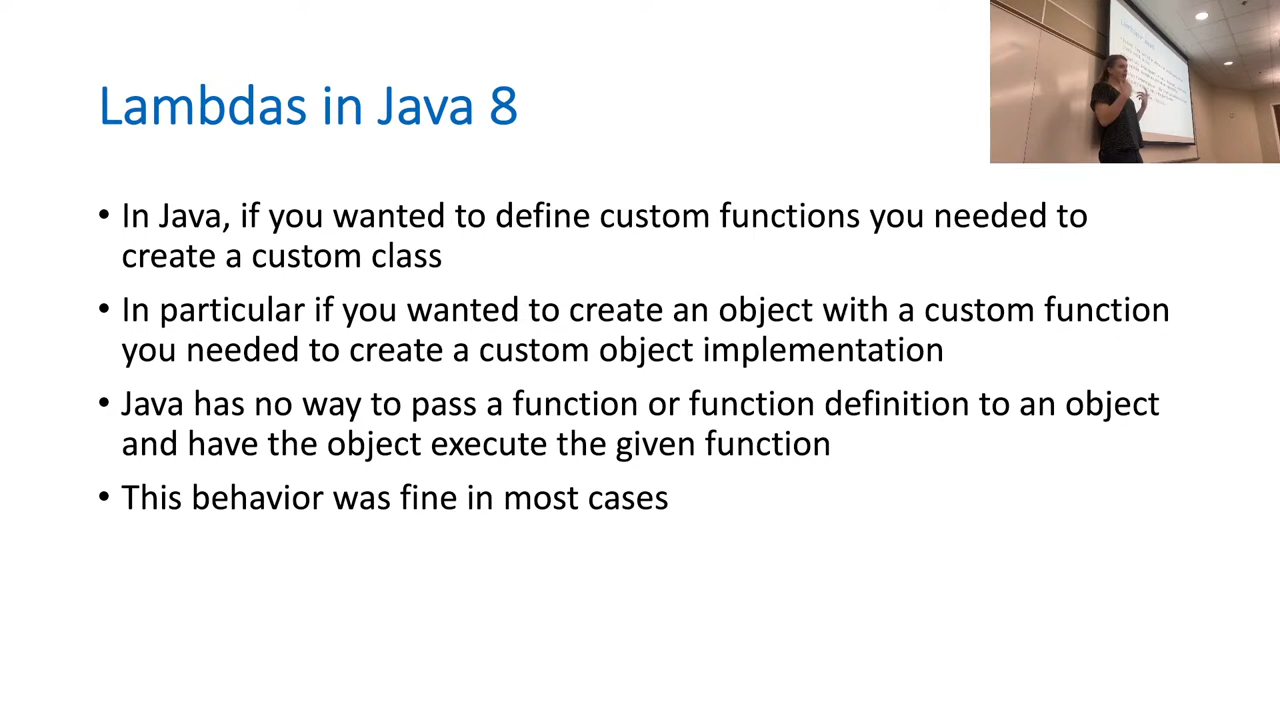 Lambdas in Java 8
• In Java, if you wanted to define custom functions you needed to
create a custom class
• In particular if you wanted to create an object with a custom function
you needed to create a custom object implementation
• Java has no way to pass a function or function definition to an object
and have the object execute the given function
• This behavior was fine in most cases